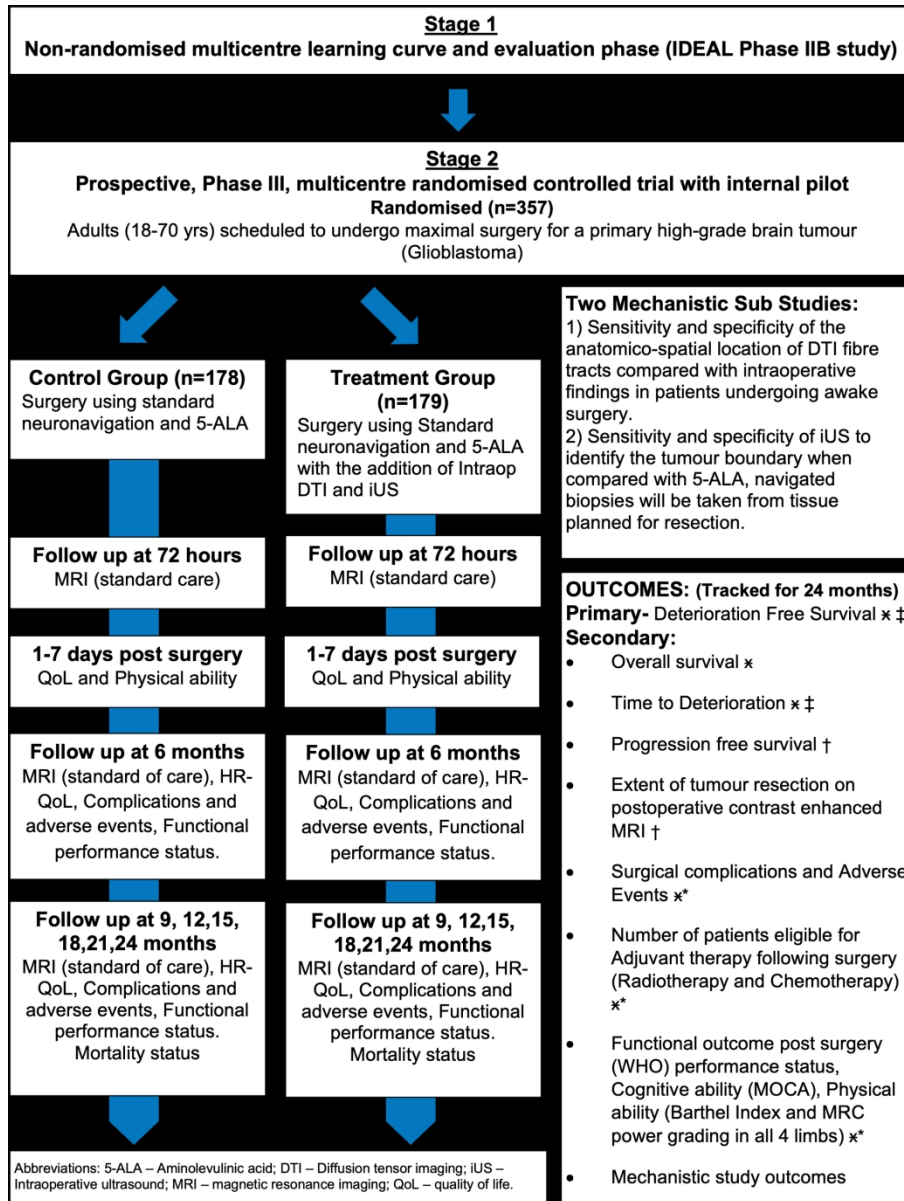 Stage 1
Non-randomised multicentre learning curve and evaluation phase (IDEAL Phase IIB study)
Stage 2
Prospective, Phase III, multicentre randomised controlled trial with internal pilot
Randomised (n=357)
Adults (18-70 yrs) scheduled to undergo maximal surgery for a primary high-grade brain tumour
(Glioblastoma)
Control Group (n=178)
Surgery using standard
neuronavigation and 5-ALA
Follow up at 72 hours
MRI (standard care)
1-7 days post surgery
QoL and Physical ability
Follow up at 6 months
MRI (standard of care), HR-
QoL, Complications and
adverse events, Functional
performance status.
Follow up at 9, 12,15,
18,21,24 months
MRI (standard of care), HR-
QoL, Complications and
adverse events, Functional
performance status.
Mortality status
Treatment Group
(n=179)
Surgery using Standard
neuronavigation and 5-ALA
with the addition of Intraop
DTI and iUS
Follow up at 72 hours
MRI (standard care)
1-7 days post surgery
QoL and Physical ability
Follow up at 6 months
MRI (standard of care), HR-
QoL, Complications and
adverse events, Functional
performance status.
Follow up at 9, 12,15,
18,21,24 months
MRI (standard of care), HR-
QoL, Complications and
adverse events, Functional
performance status.
Mortality status
Two Mechanistic Sub Studies:
1) Sensitivity and specificity of the
anatomico-spatial location of DTI fibre
tracts compared with intraoperative
findings in patients undergoing awake
surgery.
2) Sensitivity and specificity of iUS to
identify the tumour boundary when
compared with 5-ALA, navigated
biopsies will be taken from tissue
planned for resection.
OUTCOMES: (Tracked for 24 months)
Primary- Deterioration Free Survival ⁎ ‡
Secondary:
• Overall survival ⁎
• Time to Deterioration ⁎ ‡
• Progression free survival †
• Extent of tumour resection on
postoperative contrast enhanced
MRI †
• Surgical complications and Adverse
Events ⁎*
• Number of patients eligible for
Adjuvant therapy following surgery
(Radiotherapy and Chemotherapy)
⁎*
• Functional outcome post surgery
(WHO) performance status,
Cognitive ability (MOCA), Physical
ability (Barthel Index and MRC
power grading in all 4 limbs) ⁎*
• Mechanistic study outcomes
Abbreviations: 5-ALA – Aminolevulinic acid; DTI – Diffusion tensor imaging; iUS –
Intraoperative ultrasound; MRI – magnetic resonance imaging; QoL – quality of life.